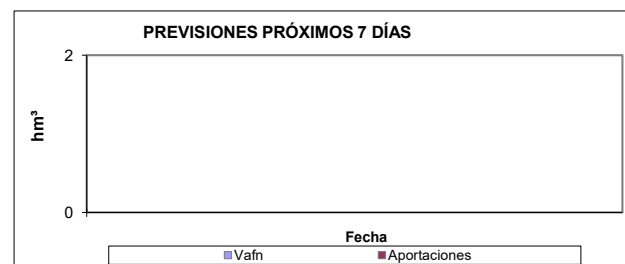 PREVISIONES PRÓXIMOS 7 DÍAS
2
hm³
0
Fecha
Vafn Aportaciones